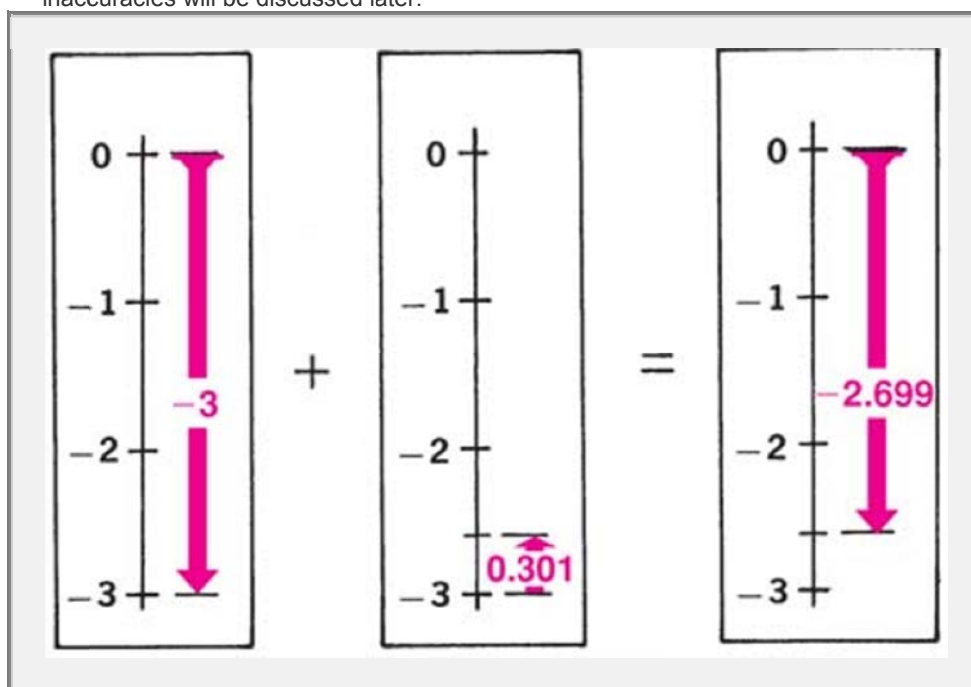 inaccuracies will be discussed later.
0 0 0
−1 −1 −1
+ =
−3 −2.699
−2 −2 −2
0.301
−3 −3 −3